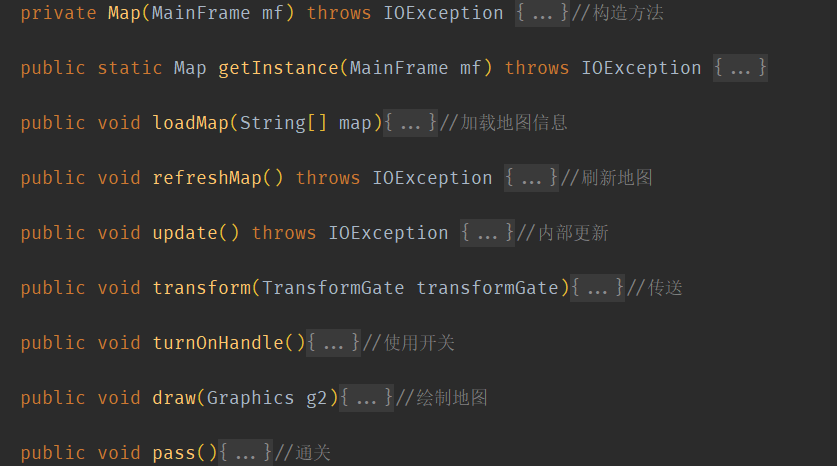 private Map(MainFrame mf) throws IOException {...}//构造方法
public static Map getInstance(MainFrame mf) throws IOException {...}
public void loadMap(String[] map){...}//加载地图信息
public void refreshMap() throws IOException {...}//刷新地图
public void update() throws IOException {...}//内部更新
public void transform(TransformGate transformGate){...}//传送
public void turnOnHandle(){...}//使用开关
public void draw(Graphics g2){...}//绘制地图
public void pass(){...}//通关